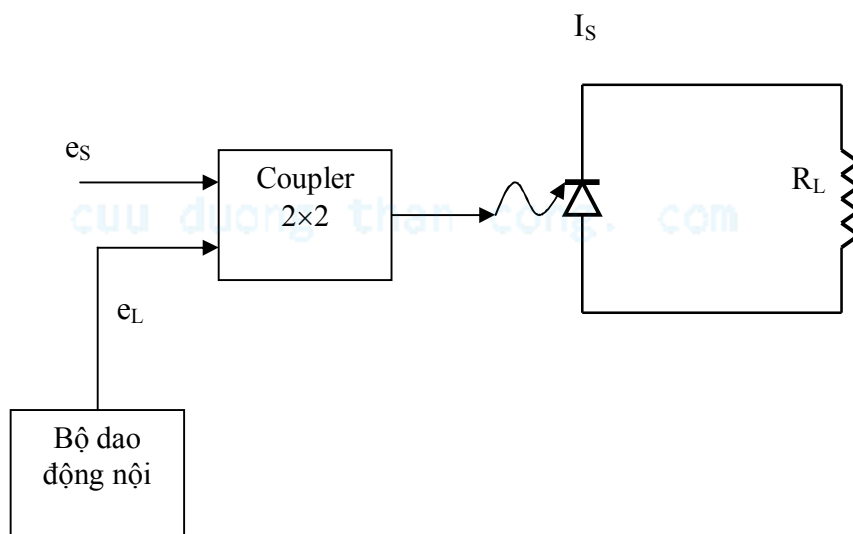 I_S
e_S
Coupler
2×2
R_L
cuu duong than cong. com
e_L
Bộ dao
động nội